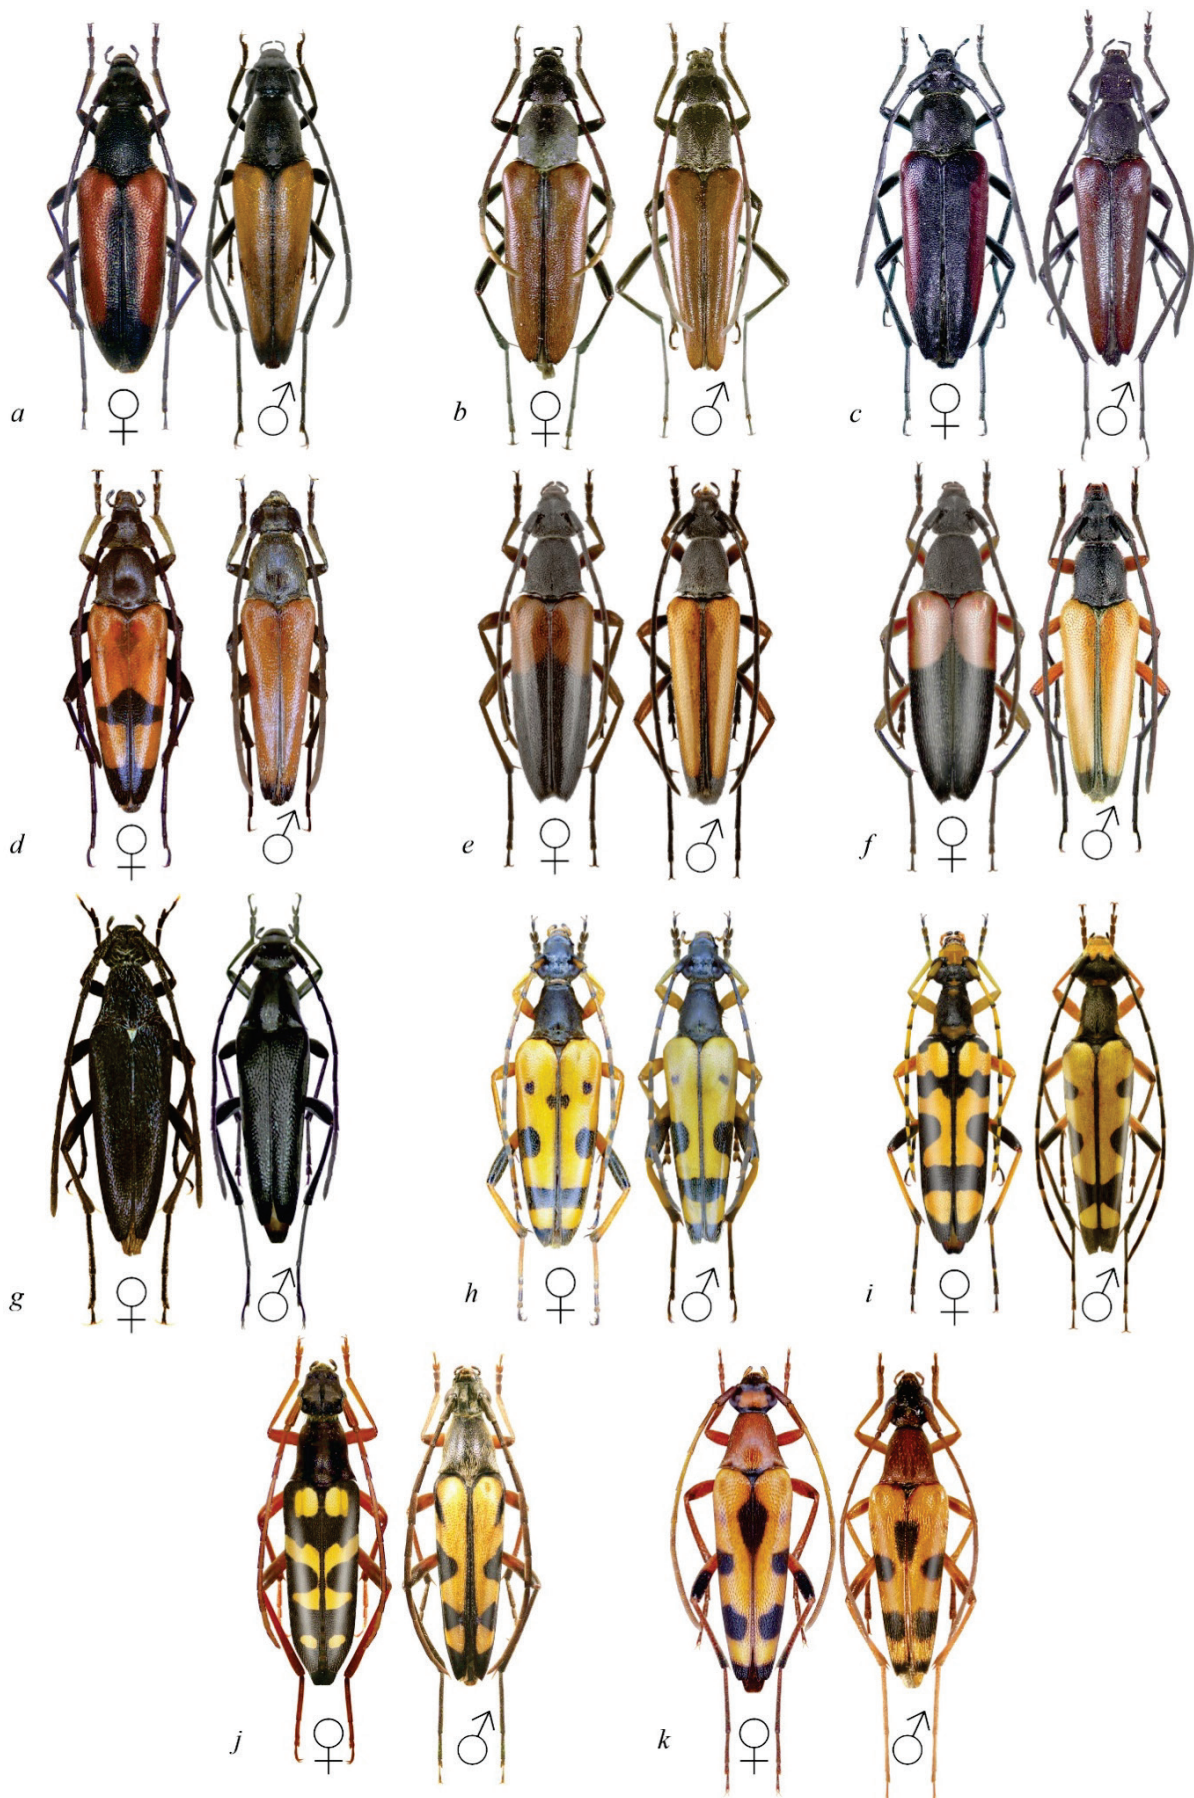 a ♀ ♂
b ♀ ♂
c ♀ ♂
d ♀ ♂
e ♀ ♂
f ♀ ♂
g ♀ ♂
h ♀ ♂
i ♀ ♂
j ♀ ♂
k ♀ ♂